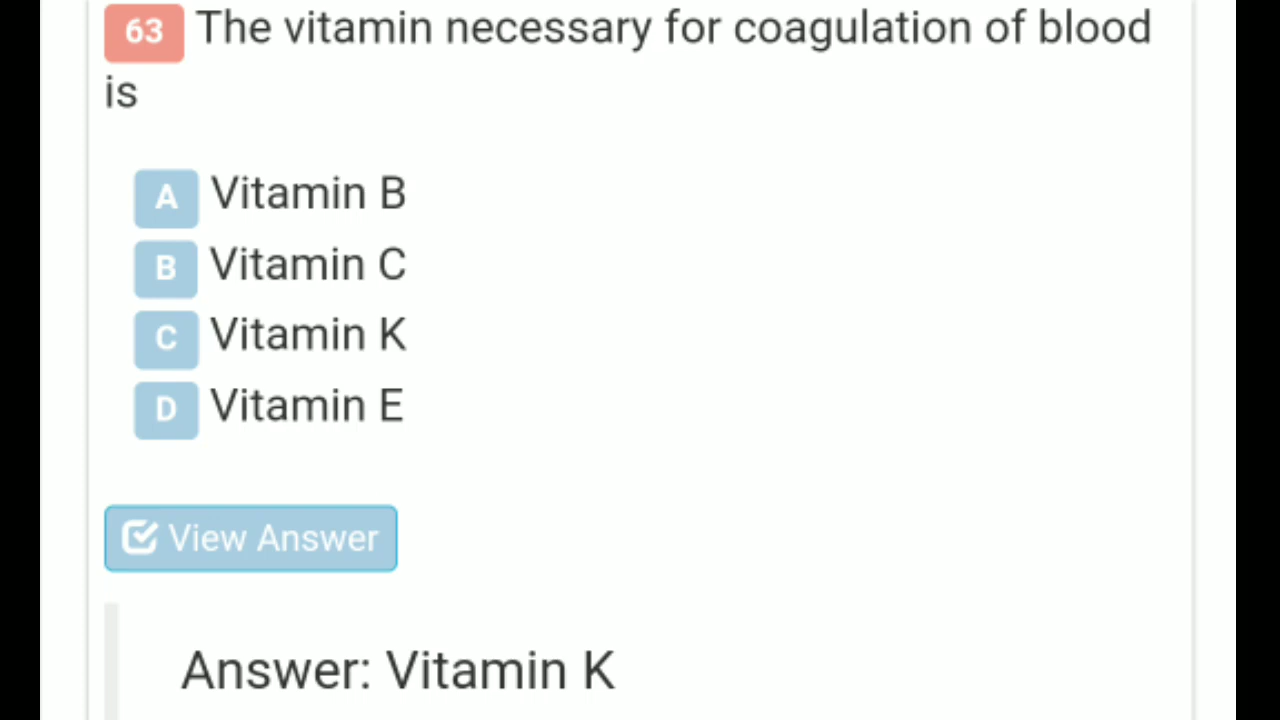 63 The vitamin necessary for coagulation of blood
is
A Vitamin B
B Vitamin C
C Vitamin K
D Vitamin E
View Answer
Answer: Vitamin K